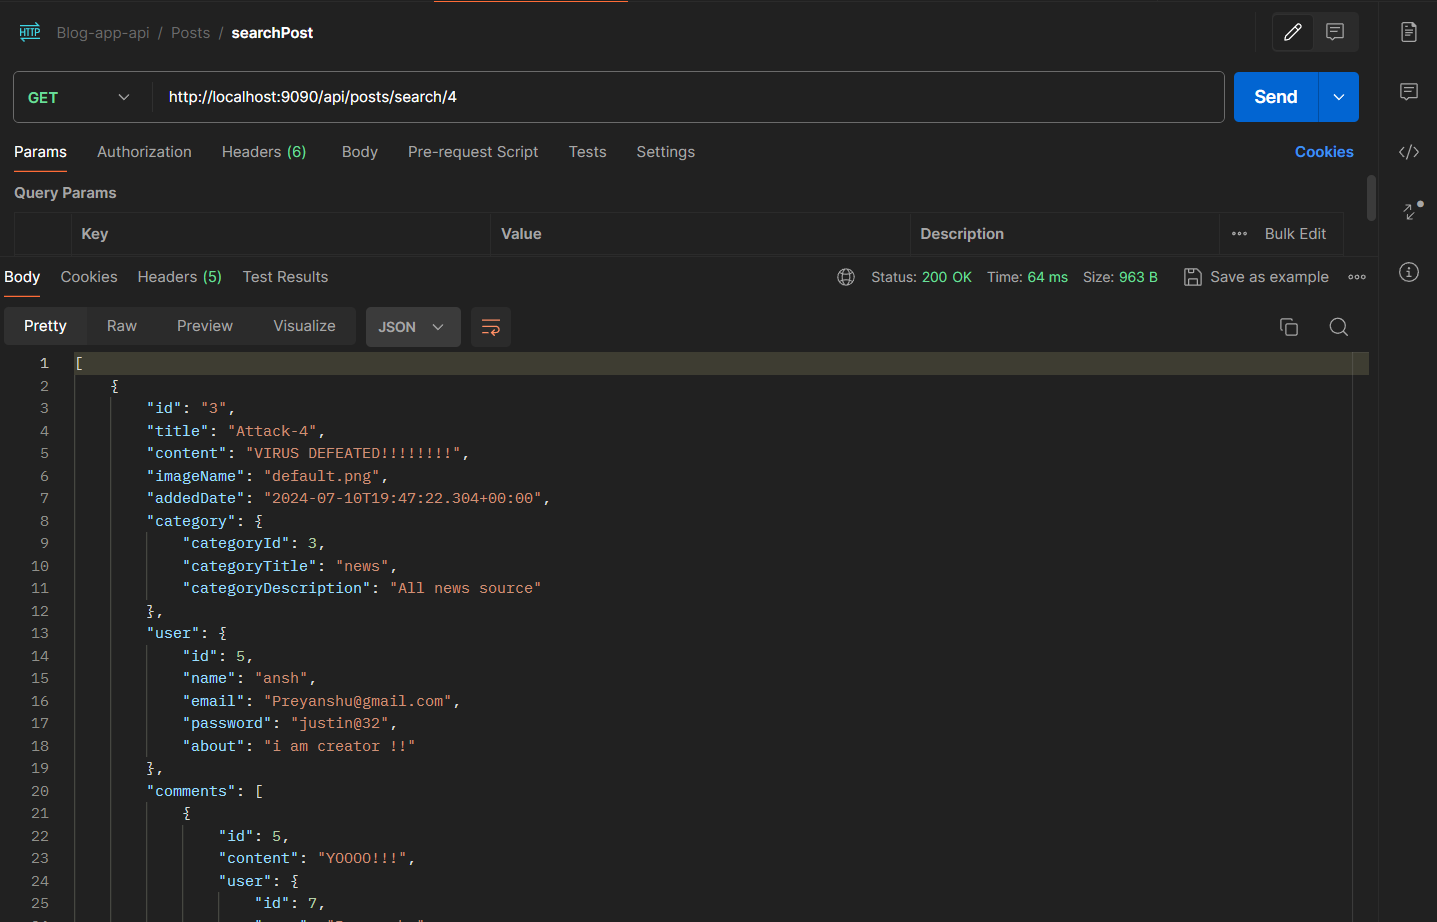 HTTP Blog-app-api / Posts / searchPost
GET http://localhost:9090/api/posts/search/4 Send
Params Authorization Headers (6) Body Pre-request Script Tests Settings Cookies
Query Params
Key Value Description ••• Bulk Edit
Body Cookies Headers (5) Test Results Status: 200 OK Time: 64 ms Size: 963 B Save as example
Pretty Raw Preview Visualize JSON
1 [
2 {
3 "id": "3",
4 "title": "Attack-4",
5 "content": "VIRUS DEFEATED!!!!!!!!",
6 "imageName": "default.png",
7 "addedDate": "2024-07-10T19:47:22.304+00:00",
8 "category": {
9 "categoryId": 3,
10 "categoryTitle": "news",
11 "categoryDescription": "All news source"
12 },
13 "user": {
14 "id": 5,
15 "name": "ansh",
16 "email": "Preyanshu@gmail.com",
17 "password": "justin@32",
18 "about": "i am creator !!"
19 },
20 "comments": [
21 {
22 "id": 5,
23 "content": "YOOOO!!!",
24 "user": {
25 "id": 7,